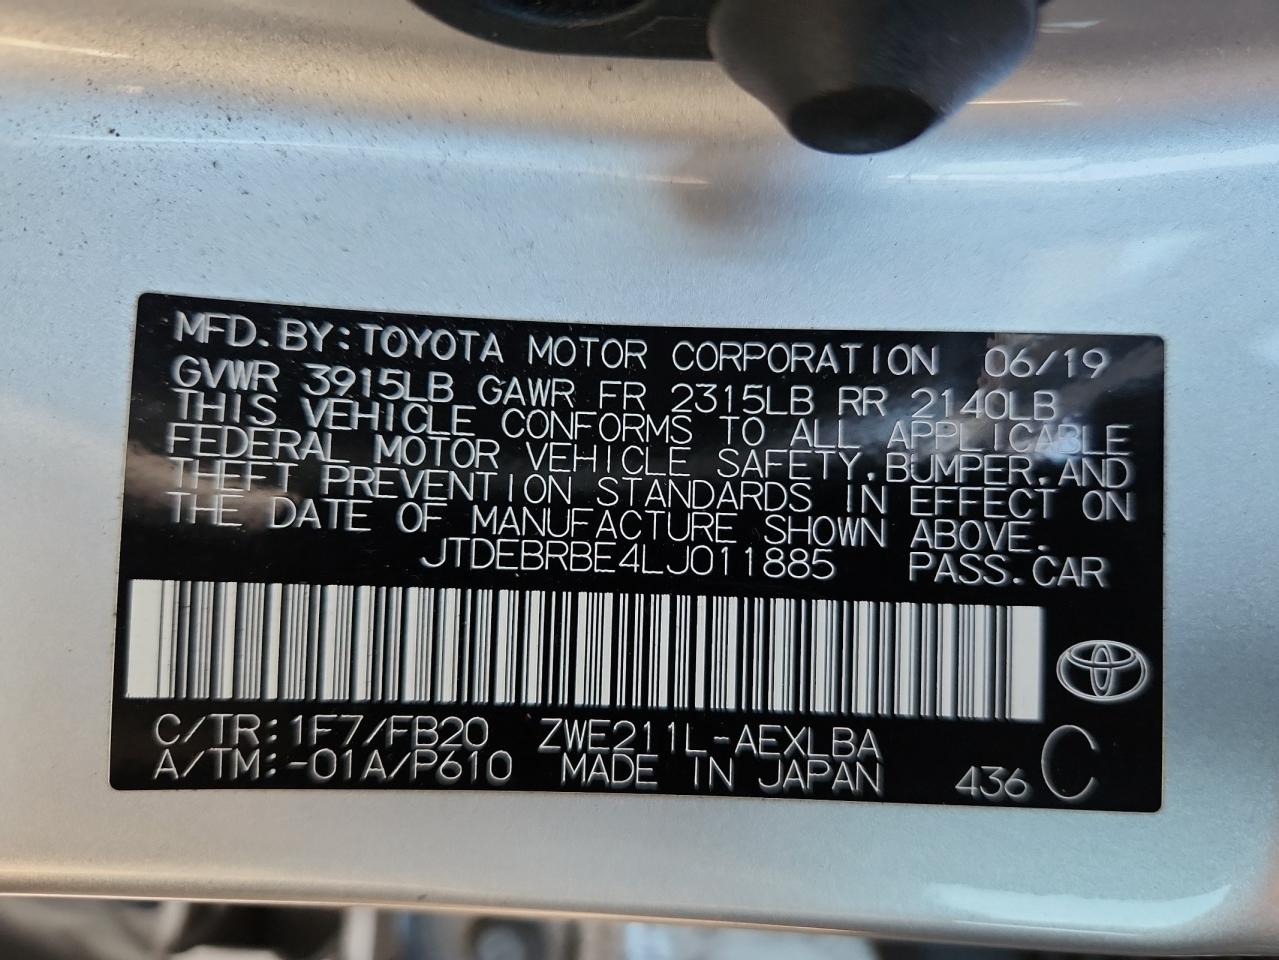 MFD.BY:TOYOTA MOTOR CORPORATION 06/19
GVWR 3915LB GAWR FR 2315LB RR 2140LB
THIS VEHICLE CONFORMS TO ALL APPLICABLE
FEDERAL MOTOR VEHICLE SAFETY,BUMPER,AND
THEFT PREVENTION STANDARDS IN EFFECT ON
THE DATE OF MANUFACTURE SHOWN ABOVE.
JTDEBRBE4LJ011885 PASS.CAR
C/TR:1F7/FB20 ZWE211L-AEXLBA
A/TM:-01A/P610 MADE IN JAPAN 436 C